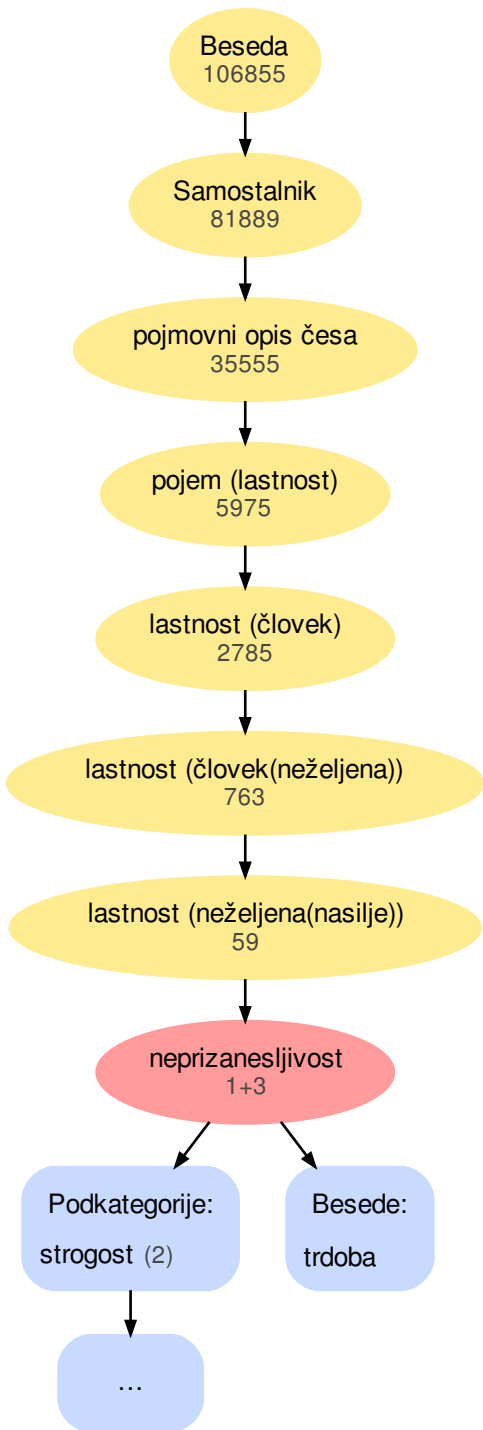 Beseda
106855
Samostalnik
81889
pojmovni opis česa
35555
pojem (lastnost)
5975
lastnost (človek)
2785
lastnost (človek(neželjena))
763
lastnost (neželjena(nasilje))
59
neprizanesljivost
1+3
Podkategorije:
strogost (2)
Besede:
trdoba
…